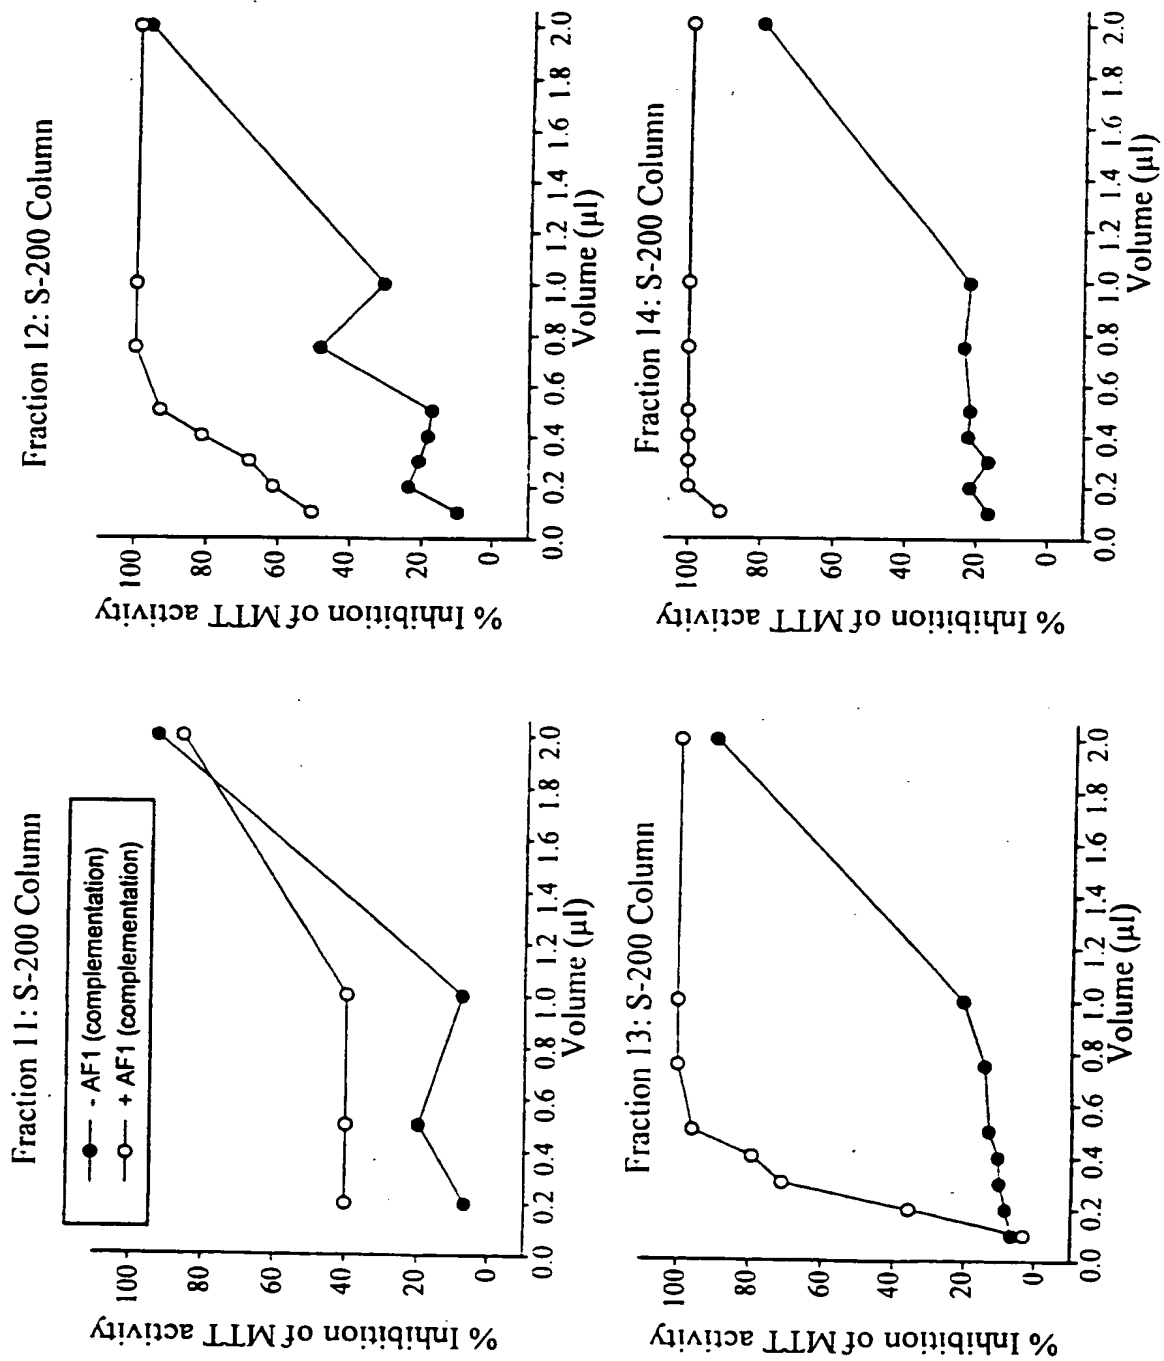 Fraction 11: S-200 Column
- AF1 (complementation)
+ AF1 (complementation)
% Inhibition of MTT activity
100
80
60
40
20
0
0.0 0.2 0.4 0.6 0.8 1.0 1.2 1.4 1.6 1.8 2.0
Volume (µl)
Fraction 12: S-200 Column
% Inhibition of MTT activity
100
80
60
40
20
0
0.0 0.2 0.4 0.6 0.8 1.0 1.2 1.4 1.6 1.8 2.0
Volume (µl)
Fraction 13: S-200 Column
% Inhibition of MTT activity
100
80
60
40
20
0
0.0 0.2 0.4 0.6 0.8 1.0 1.2 1.4 1.6 1.8 2.0
Volume (µl)
Fraction 14: S-200 Column
% Inhibition of MTT activity
100
80
60
40
20
0
0.0 0.2 0.4 0.6 0.8 1.0 1.2 1.4 1.6 1.8 2.0
Volume (µl)